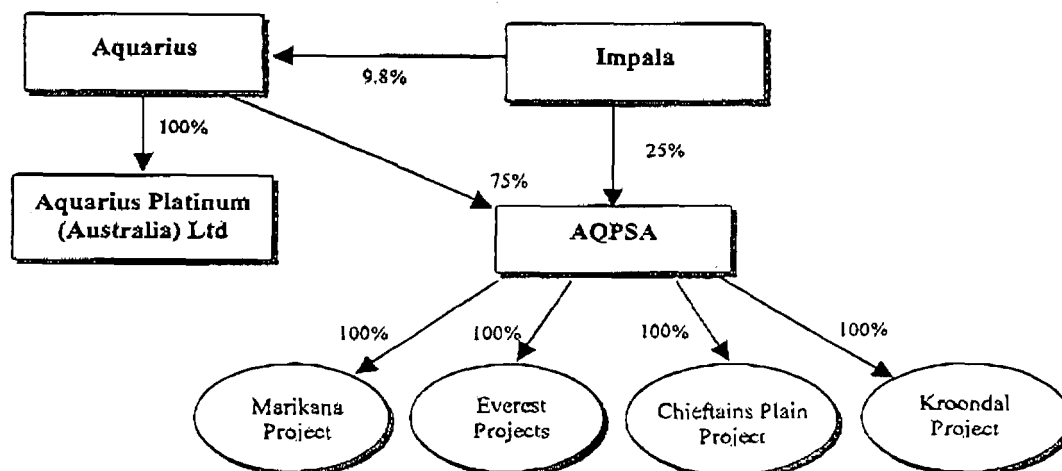 Aquarius
Impala
9.8%
100%
25%
Aquarius Platinum
(Australia) Ltd
75%
AQPSA
100%
100%
100%
100%
Marikana
Project
Everest
Projects
Chieftains Plain
Project
Kroondal
Project